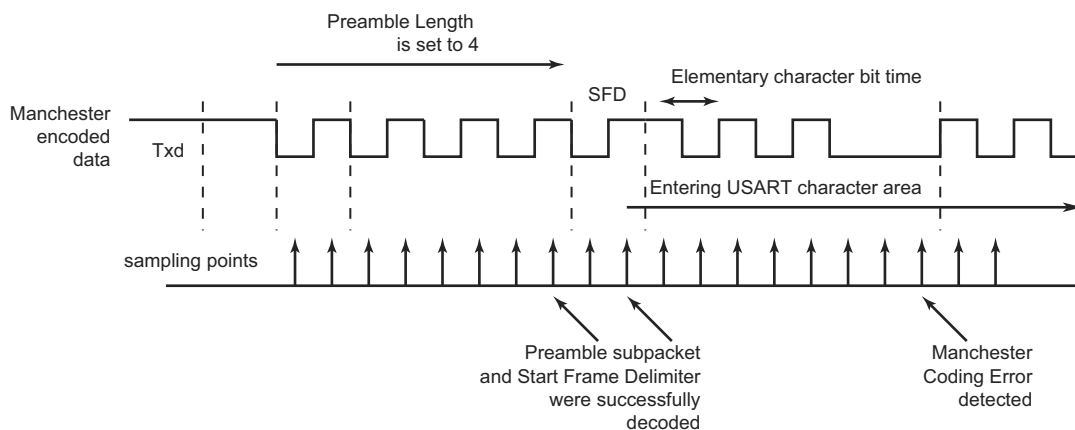 Preamble Length
is set to 4
Elementary character bit time
SFD
Manchester
encoded
data
Txd
Entering USART character area
sampling points
Preamble subpacket
and Start Frame Delimiter
were successfully
decoded
Manchester
Coding Error
detected